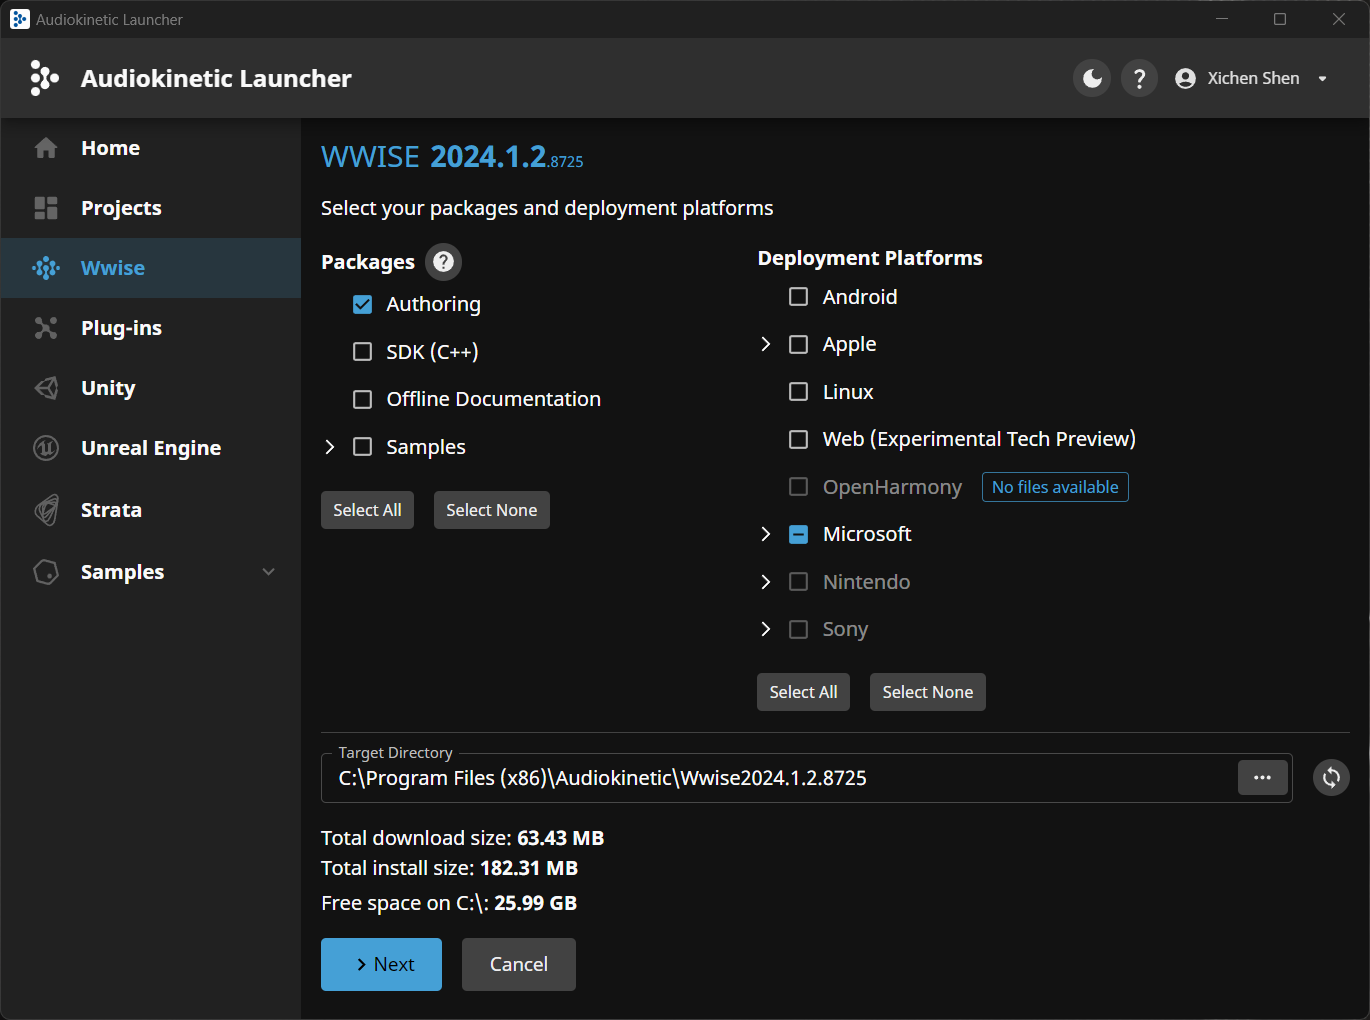 Audiokinetic Launcher
Audiokinetic Launcher
Xichen Shen
Home
Projects
Wwise
Plug-ins
Unity
Unreal Engine
Strata
Samples
WWISE 2024.1.2.8725
Select your packages and deployment platforms
Packages ?
Authoring
SDK (C++)
Offline Documentation
Samples
Select All Select None
Deployment Platforms
Android
Apple
Linux
Web (Experimental Tech Preview)
OpenHarmony No files available
Microsoft
Nintendo
Sony
Select All Select None
Target Directory
C:\Program Files (x86)\Audiokinetic\Wwise2024.1.2.8725
Total download size: 63.43 MB
Total install size: 182.31 MB
Free space on C:\: 25.99 GB
Next Cancel